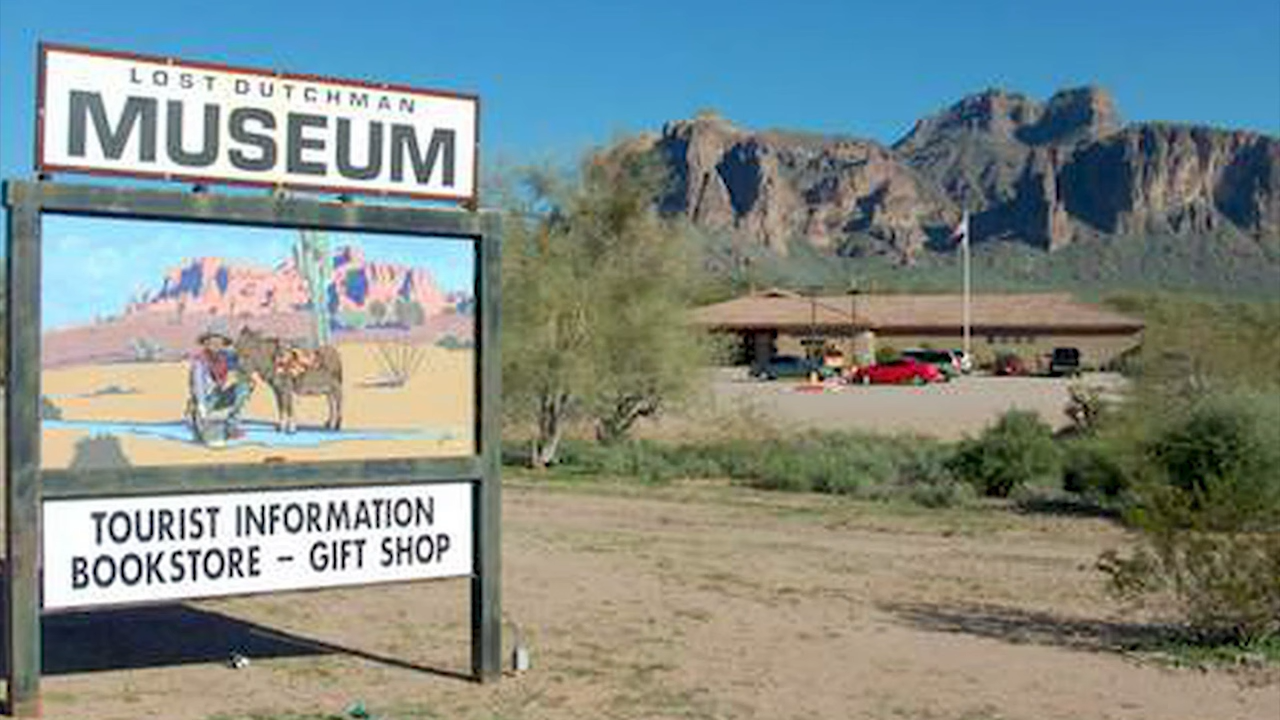 LOST DUTCHMAN
MUSEUM
TOURIST INFORMATION
BOOKSTORE – GIFT SHOP